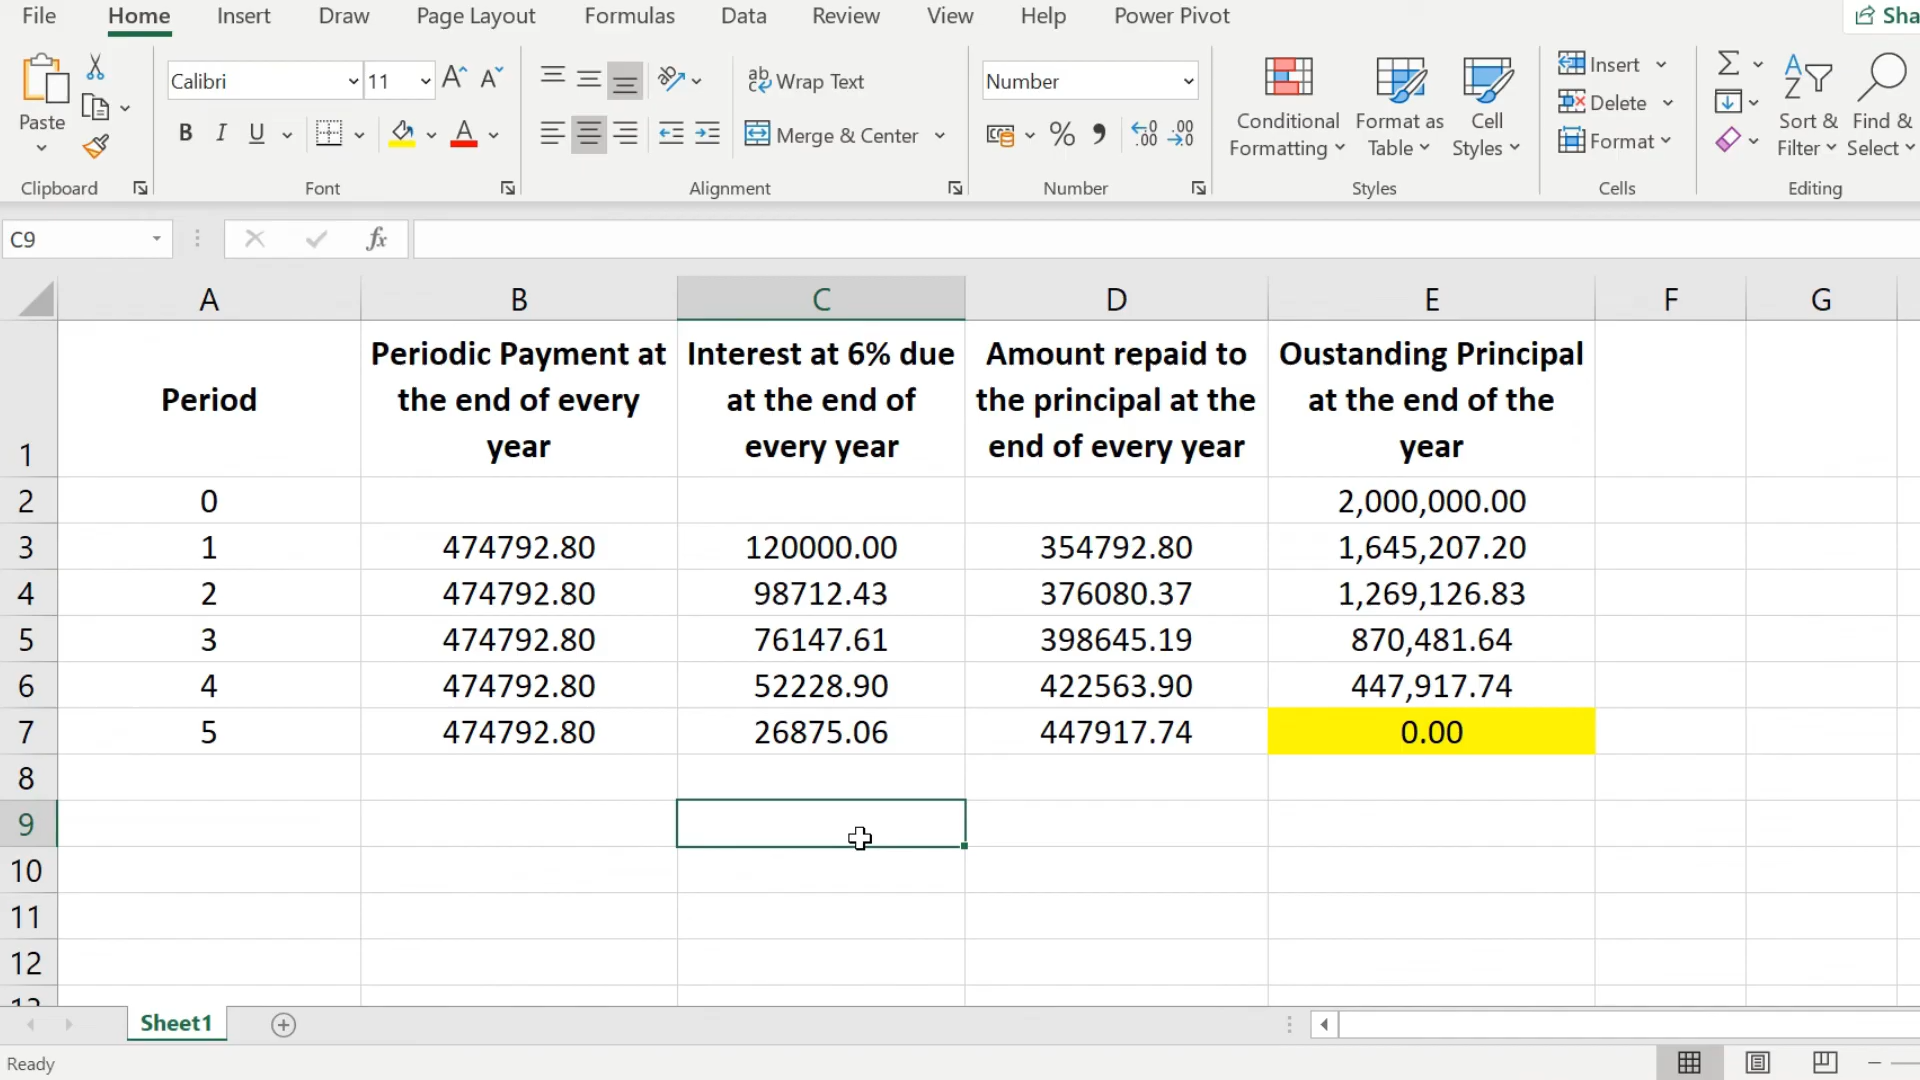 File Home Insert Draw Page Layout Formulas Data Review View Help Power Pivot Sha
Paste
Clipboard
Calibri 11
B I U
Font
Wrap Text
Merge & Center
Alignment
Number
Number
Conditional Formatting
Format as Table
Cell Styles
Styles
Insert
Delete
Format
Cells
Sort & Filter
Find & Select
Editing
C9 fx
A B C D E F G
1 Period Periodic Payment at the end of every year Interest at 6% due at the end of every year Amount repaid to the principal at the end of every year Oustanding Principal at the end of the year
2 0 2,000,000.00
3 1 474792.80 120000.00 354792.80 1,645,207.20
4 2 474792.80 98712.43 376080.37 1,269,126.83
5 3 474792.80 76147.61 398645.19 870,481.64
6 4 474792.80 52228.90 422563.90 447,917.74
7 5 474792.80 26875.06 447917.74 0.00
8
9
10
11
12
Sheet1
Ready